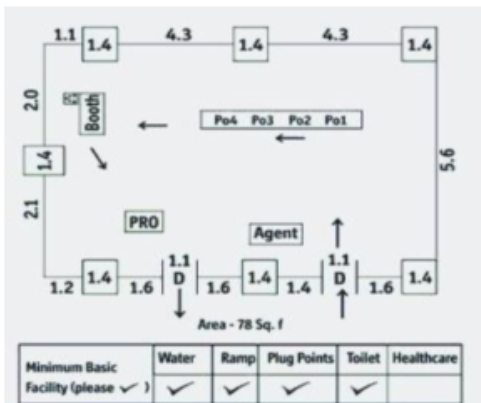 1.1 1.4 4.3 1.4 4.3 1.4
2.0
Booth
Po4 Po3 Po2 Po1
1.4
5.6
2.1
PRO
Agent
1.1
D
1.1
D
1.2 1.4 1.6 1.6 1.4 1.4 1.6 1.4
Area - 78 Sq. f
Minimum Basic
Facility (please ✓ )
Water Ramp Plug Points Toilet Healthcare
✓ ✓ ✓ ✓